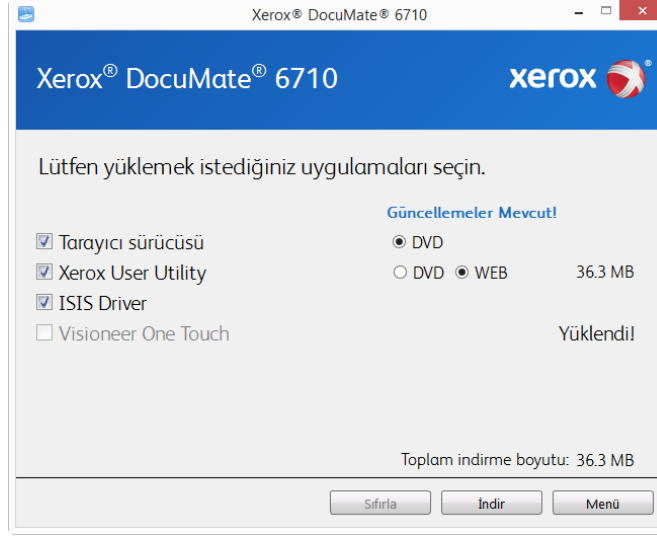 Xerox® DocuMate® 6710
Xerox® DocuMate® 6710
xerox®
Lütfen yüklemek istediğiniz uygulamaları seçin.
Güncellemeler Mevcut!
Tarayıcı sürücüsü DVD
Xerox User Utility DVD WEB 36.3 MB
ISIS Driver
Visioneer One Touch Yüklendi!
Toplam indirme boyutu: 36.3 MB
Sıfırla İndir Menü